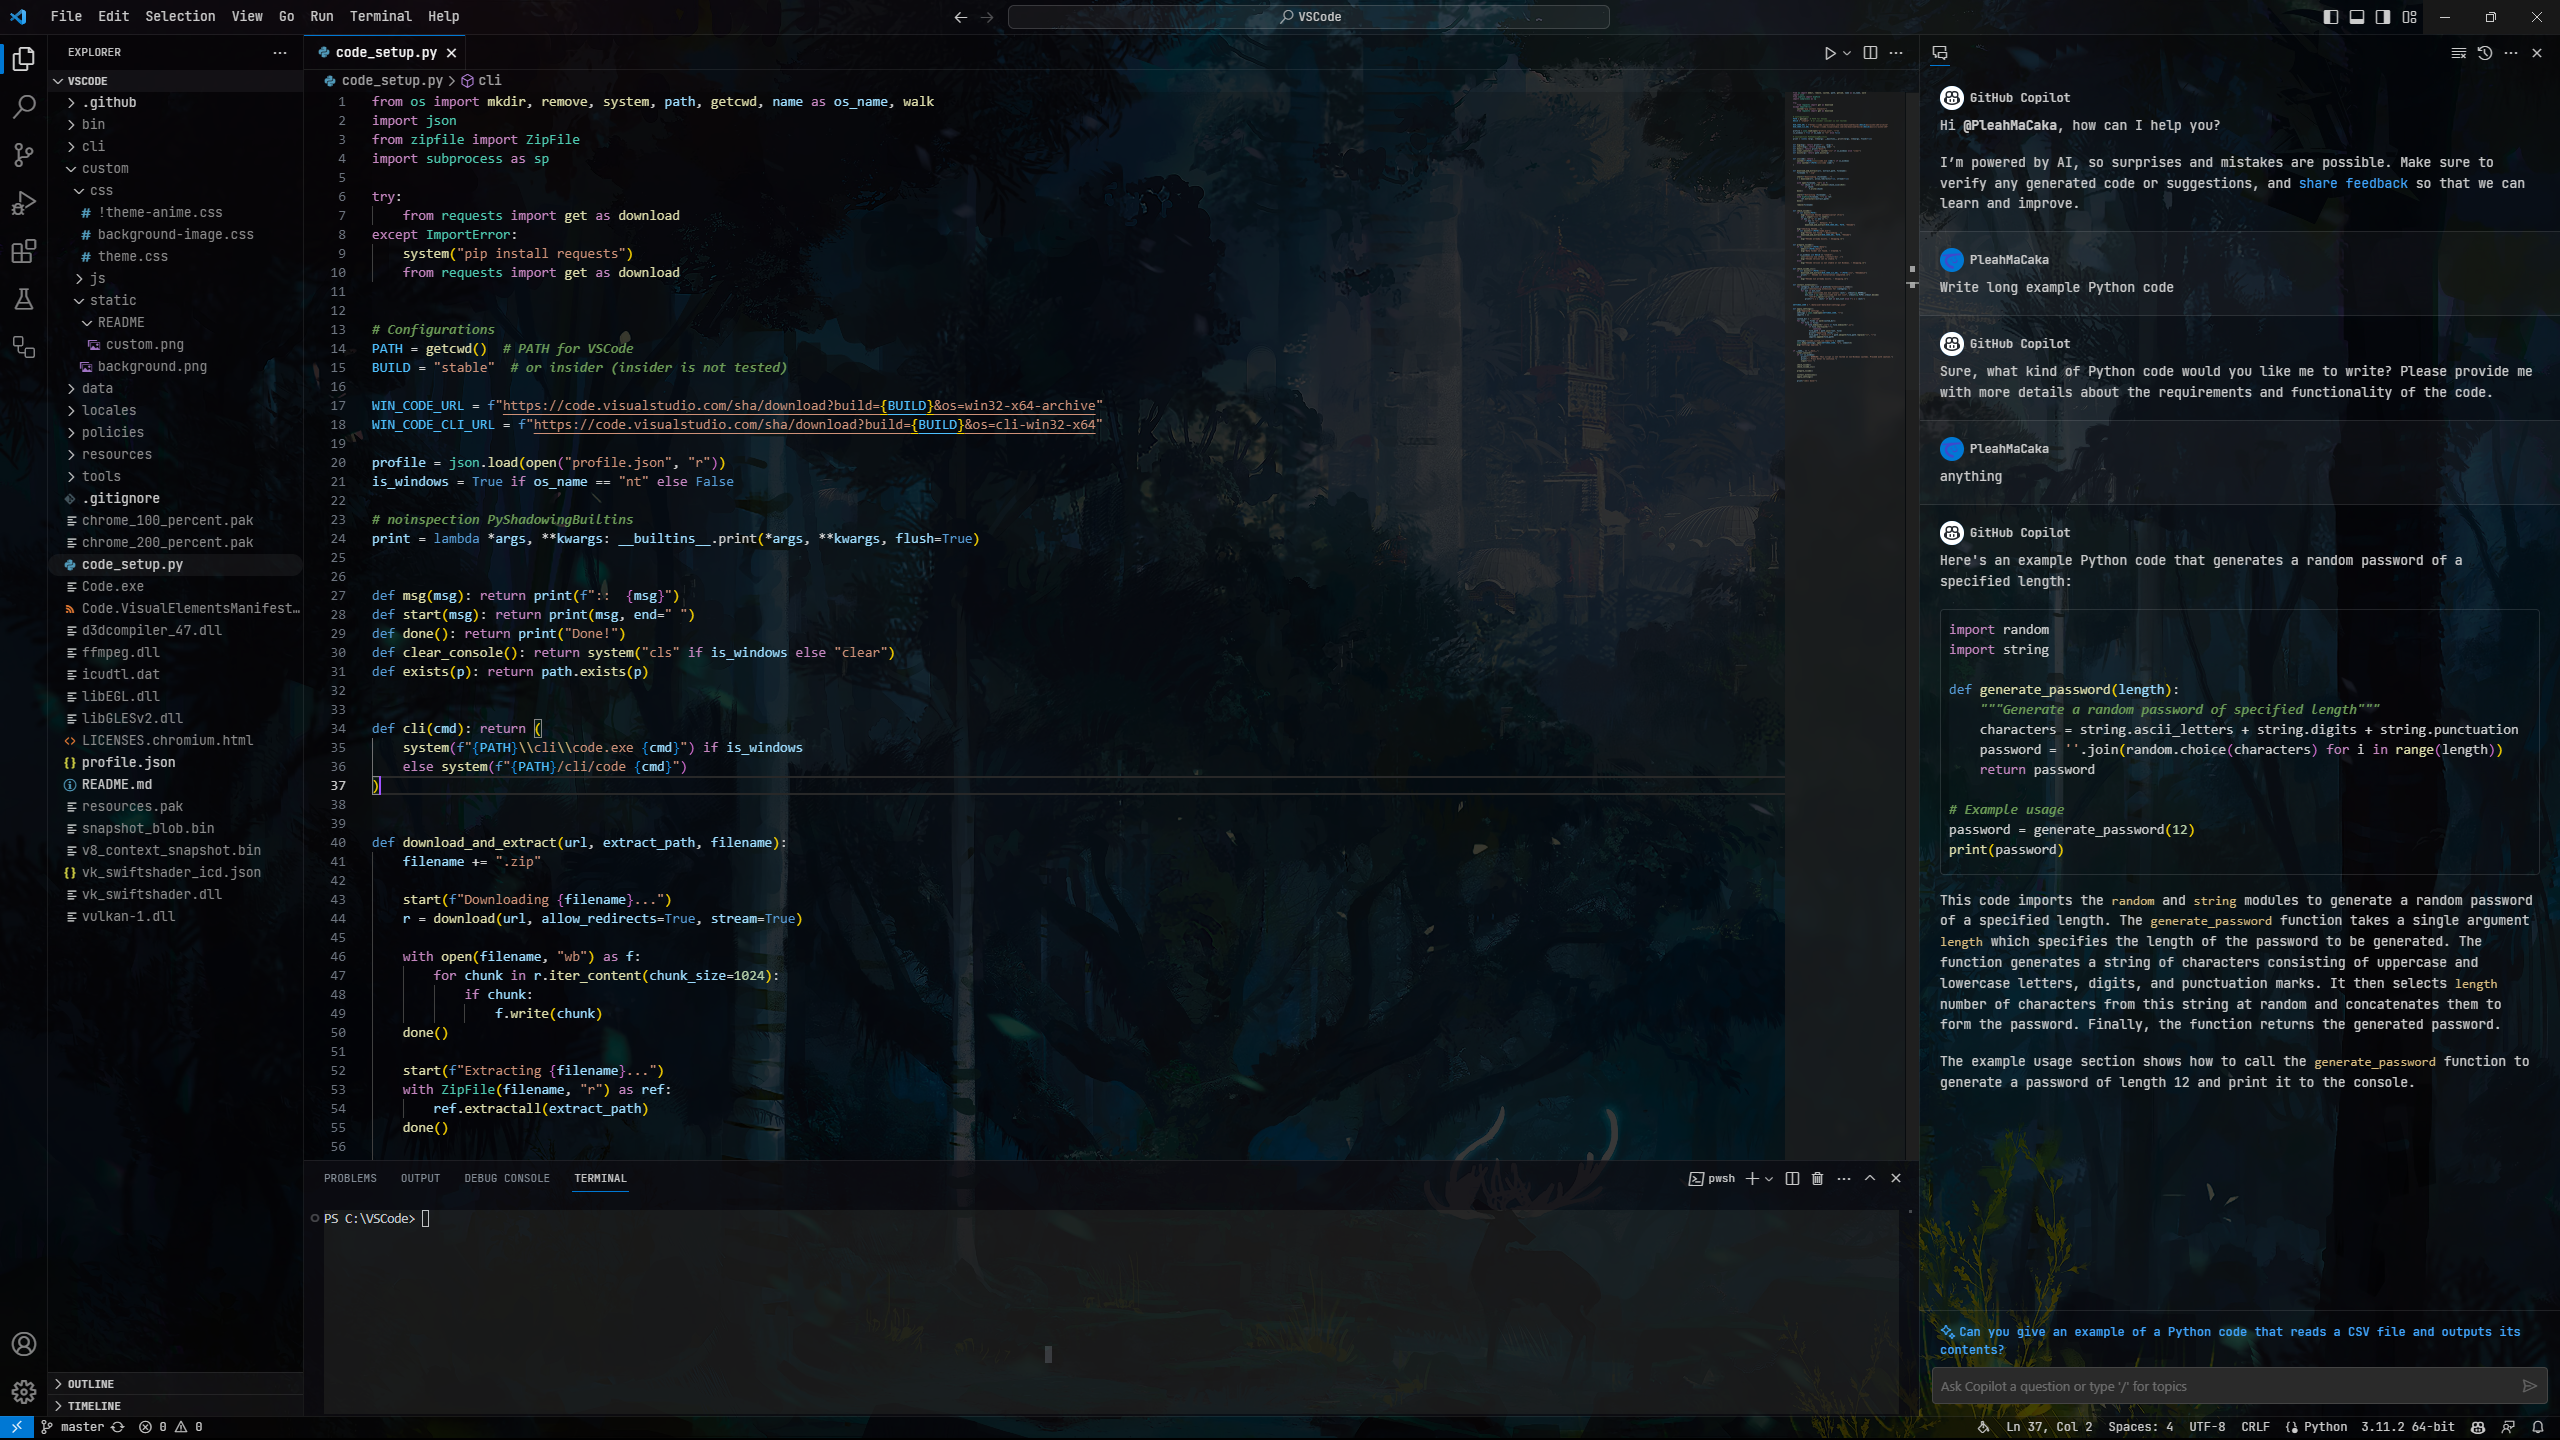 File Edit Selection View Go Run Terminal Help
VSCode
EXPLORER
VSCODE
.github
bin
cli
custom
css
!theme-anime.css
background-image.css
theme.css
js
static
README
custom.png
background.png
data
locales
policies
resources
tools
.gitignore
chrome_100_percent.pak
chrome_200_percent.pak
code_setup.py
Code.exe
Code.VisualElementsManifest...
d3dcompiler_47.dll
ffmpeg.dll
icudtl.dat
libEGL.dll
libGLESv2.dll
LICENSES.chromium.html
profile.json
README.md
resources.pak
snapshot_blob.bin
v8_context_snapshot.bin
vk_swiftshader_icd.json
vk_swiftshader.dll
vulkan-1.dll
OUTLINE
TIMELINE
code_setup.py
code_setup.py > cli
1 from os import mkdir, remove, system, path, getcwd, name as os_name, walk
2 import json
3 from zipfile import ZipFile
4 import subprocess as sp
5
6 try:
7     from requests import get as download
8 except ImportError:
9     system("pip install requests")
10     from requests import get as download
11
12
13 # Configurations
14 PATH = getcwd()  # PATH for VSCode
15 BUILD = "stable"  # or insider (insider is not tested)
16
17 WIN_CODE_URL = f"https://code.visualstudio.com/sha/download?build={BUILD}&os=win32-x64-archive"
18 WIN_CODE_CLI_URL = f"https://code.visualstudio.com/sha/download?build={BUILD}&os=cli-win32-x64"
19
20 profile = json.load(open("profile.json", "r"))
21 is_windows = True if os_name == "nt" else False
22
23 # noinspection PyShadowingBuiltins
24 print = lambda *args, **kwargs: __builtins__.print(*args, **kwargs, flush=True)
25
26
27 def msg(msg): return print(f"::  {msg}")
28 def start(msg): return print(msg, end=" ")
29 def done(): return print("Done!")
30 def clear_console(): return system("cls" if is_windows else "clear")
31 def exists(p): return path.exists(p)
32
33
34 def cli(cmd): return (
35     system(f"{PATH}\\cli\\code.exe {cmd}") if is_windows
36     else system(f"{PATH}/cli/code {cmd}")
37 )
38
39
40 def download_and_extract(url, extract_path, filename):
41     filename += ".zip"
42
43     start(f"Downloading {filename}...")
44     r = download(url, allow_redirects=True, stream=True)
45
46     with open(filename, "wb") as f:
47         for chunk in r.iter_content(chunk_size=1024):
48             if chunk:
49                 f.write(chunk)
50     done()
51
52     start(f"Extracting {filename}...")
53     with ZipFile(filename, "r") as ref:
54         ref.extractall(extract_path)
55     done()
56
PROBLEMS OUTPUT DEBUG CONSOLE TERMINAL
pwsh
PS C:\VSCode>
GitHub Copilot
Hi @PleahMaCaka, how can I help you?
I'm powered by AI, so surprises and mistakes are possible. Make sure to
verify any generated code or suggestions, and share feedback so that we can
learn and improve.
PleahMaCaka
Write long example Python code
GitHub Copilot
Sure, what kind of Python code would you like me to write? Please provide me
with more details about the requirements and functionality of the code.
PleahMaCaka
anything
GitHub Copilot
Here's an example Python code that generates a random password of a
specified length:
import random
import string
def generate_password(length):
    """Generate a random password of specified length"""
    characters = string.ascii_letters + string.digits + string.punctuation
    password = ''.join(random.choice(characters) for i in range(length))
    return password
# Example usage
password = generate_password(12)
print(password)
This code imports the random and string modules to generate a random password
of a specified length. The generate_password function takes a single argument
length which specifies the length of the password to be generated. The
function generates a string of characters consisting of uppercase and
lowercase letters, digits, and punctuation marks. It then selects length
number of characters from this string at random and concatenates them to
form the password. Finally, the function returns the generated password.
The example usage section shows how to call the generate_password function to
generate a password of length 12 and print it to the console.
Can you give an example of a Python code that reads a CSV file and outputs its
contents?
Ask Copilot a question or type '/' for topics
master 0 0
Ln 37, Col 2 Spaces: 4 UTF-8 CRLF Python 3.11.2 64-bit